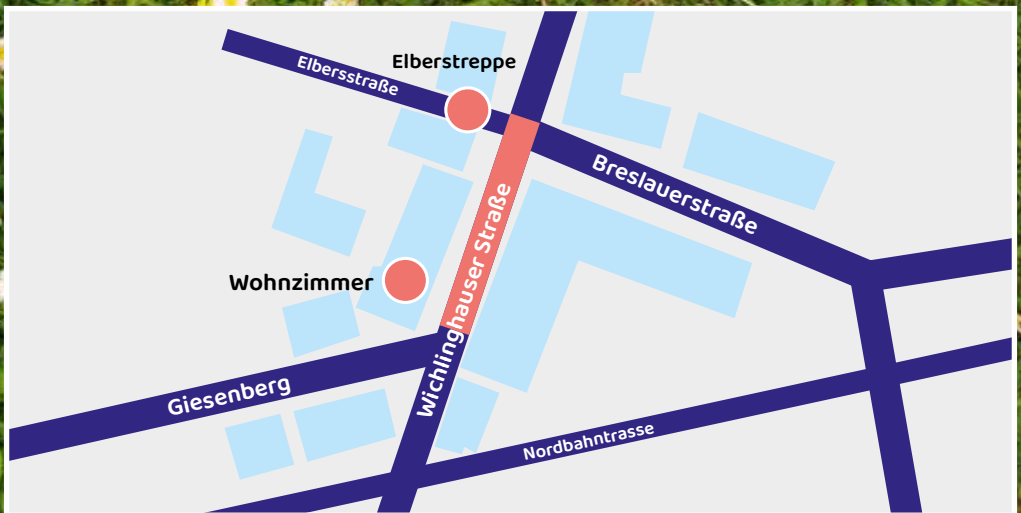 Elberstreppe
Elbersstraße
Breslauerstraße
Wichlinghauser Straße
Wohnzimmer
Giesenberg
Nordbahntrasse